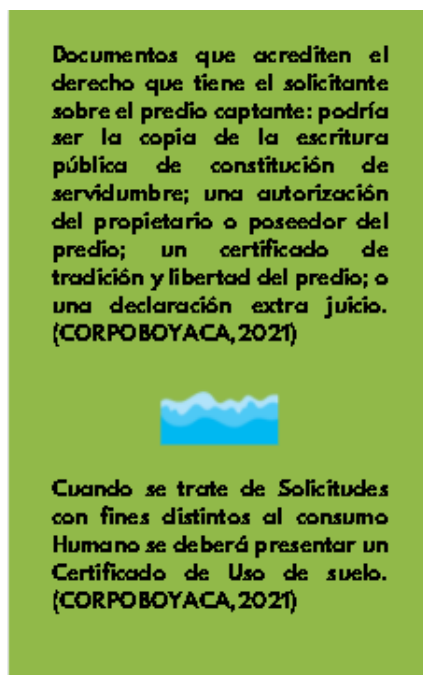 Documentos que acrediten el
derecho que tiene el solicitante
sobre el predio captante: podría
ser la copia de la escritura
pública de constitución de
servidumbre; una autorización
del propietario o poseedor del
predio; un certificado de
tradición y libertad del predio; o
una declaración extra juicio.
(CORPOBOYACA, 2021)
Cuando se trate de Solicitudes
con fines distintos al consumo
Humano se deberá presentar un
Certificado de Uso de suelo.
(CORPOBOYACA, 2021)